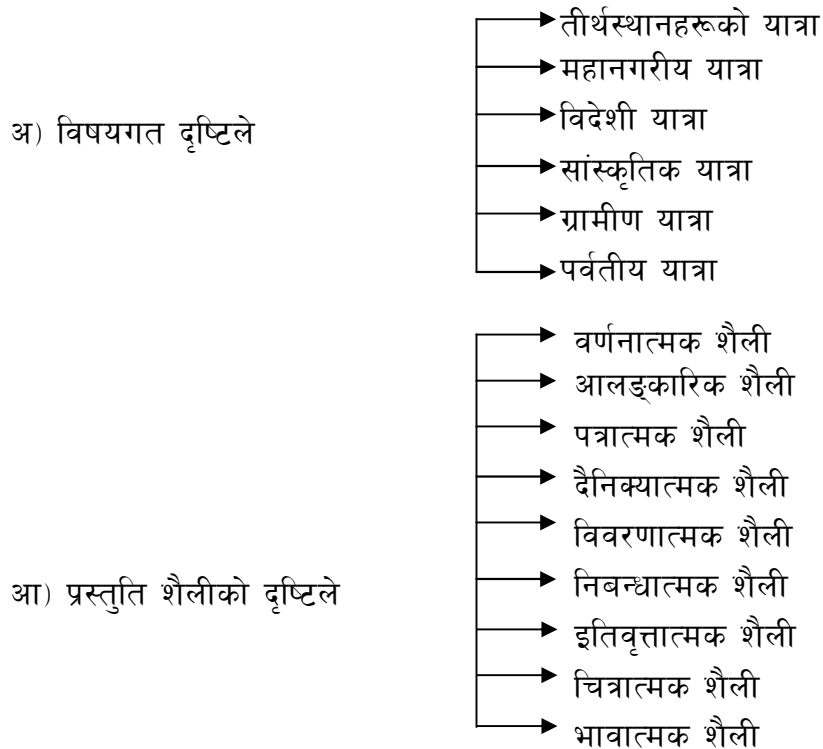 अ) विषयगत दृष्टिले
तीर्थस्थानहरूको यात्रा
महानगरीय यात्रा
विदेशी यात्रा
सांस्कृतिक यात्रा
ग्रामीण यात्रा
पर्वतीय यात्रा
आ) प्रस्तुति शैलीको दृष्टिले
वर्णनात्मक शैली
आलङ्कारिक शैली
पत्रात्मक शैली
दैनिक्यात्मक शैली
विवरणात्मक शैली
निबन्धात्मक शैली
इतिवृत्तात्मक शैली
चित्रात्मक शैली
भावात्मक शैली